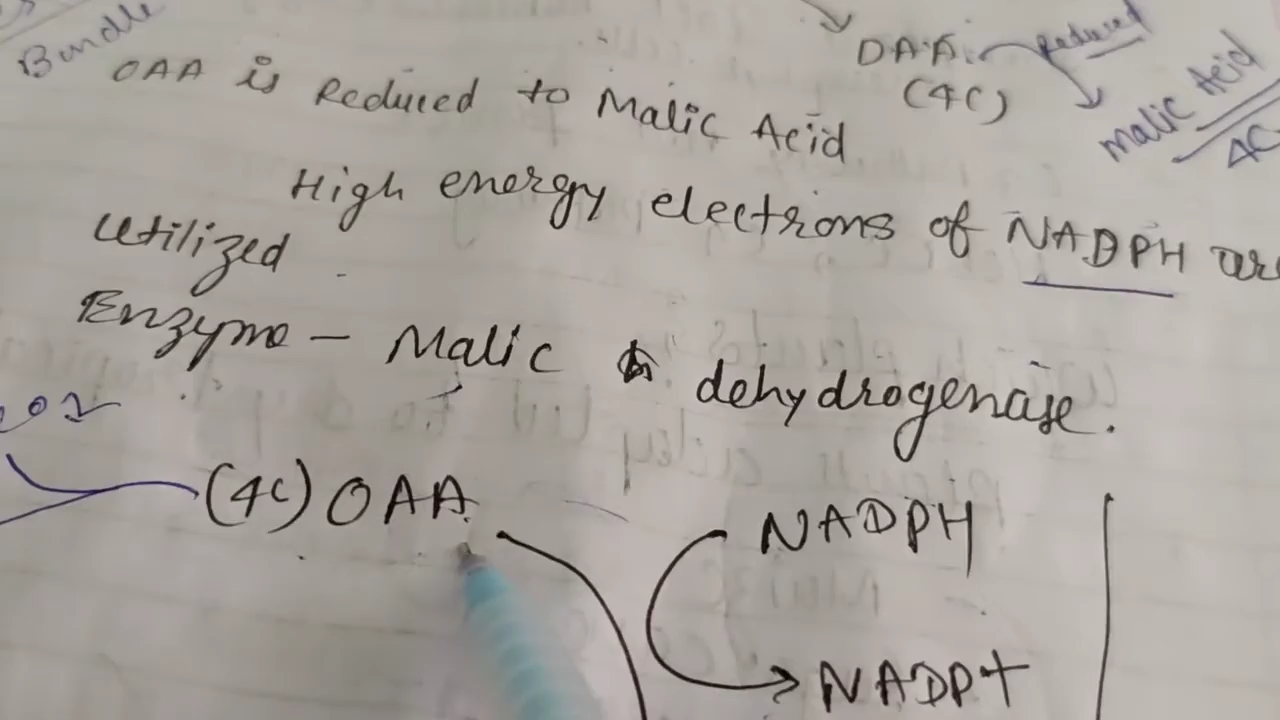 Bundle
OAA (4C) Reduced Malic Acid 4C
OAA is Reduced to Malic Acid
High energy electrons of NADPH are
Utilized
Enzyme - Malic dehydrogenase.
(4C) OAA
NADPH
NADP+